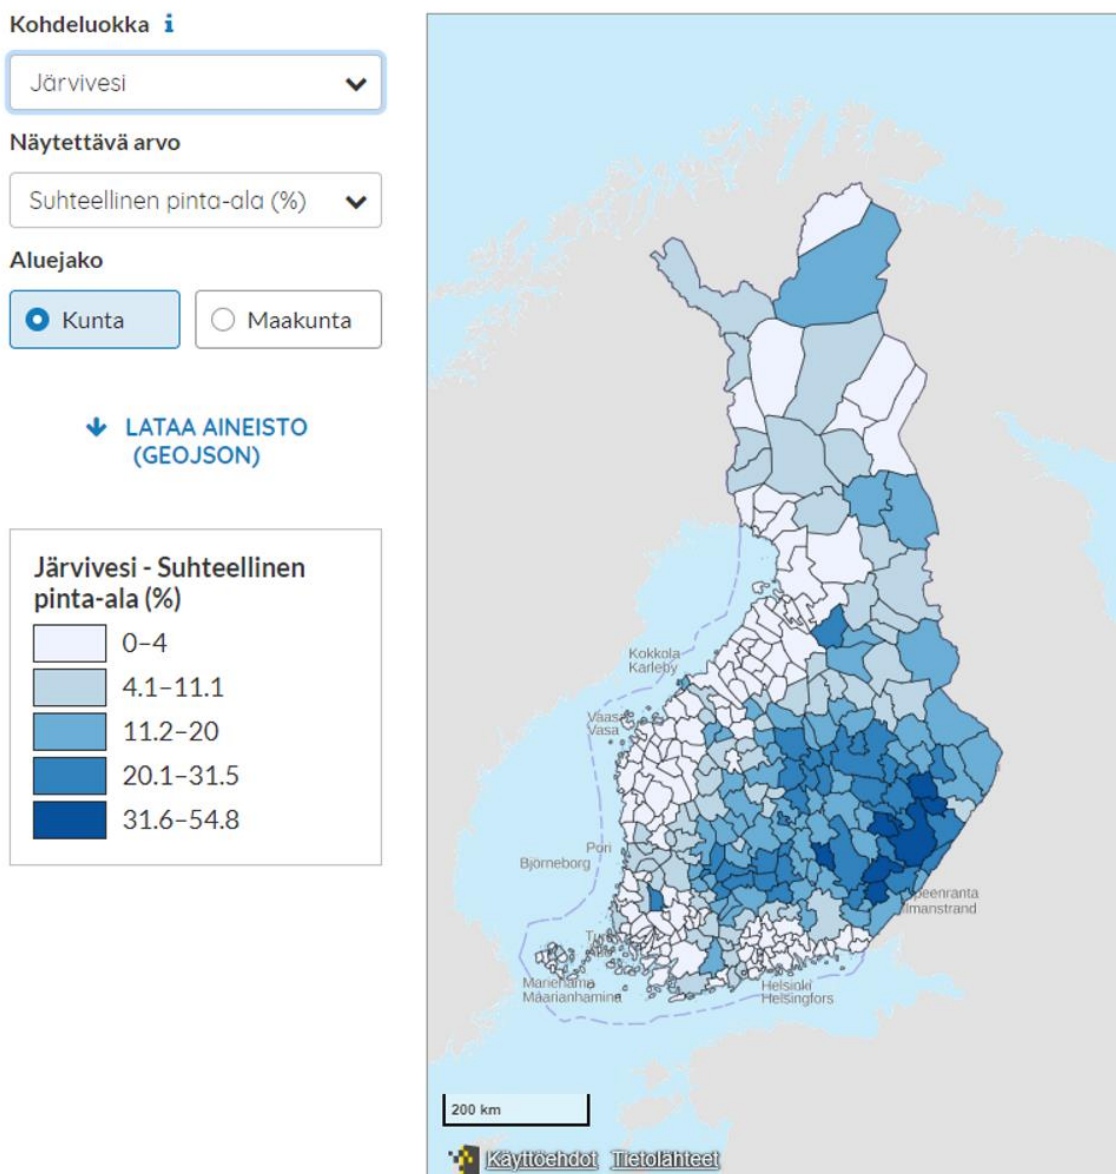 Kohdeluokka i
Järvivesi
Näytettävä arvo
Suhteellinen pinta-ala (%)
Aluejako
Kunta
Maakunta
LATAA AINEISTO
(GEOJSON)
Järvivesi - Suhteellinen
pinta-ala (%)
0–4
4.1–11.1
11.2–20
20.1–31.5
31.6–54.8
Kokkola
Karleby
Vaasa
Vasa
Pori
Björneborg
Mariehamn
Maarianhamina
Helsinki
Helsingfors
200 km
Käyttöehdot Tietolähteet